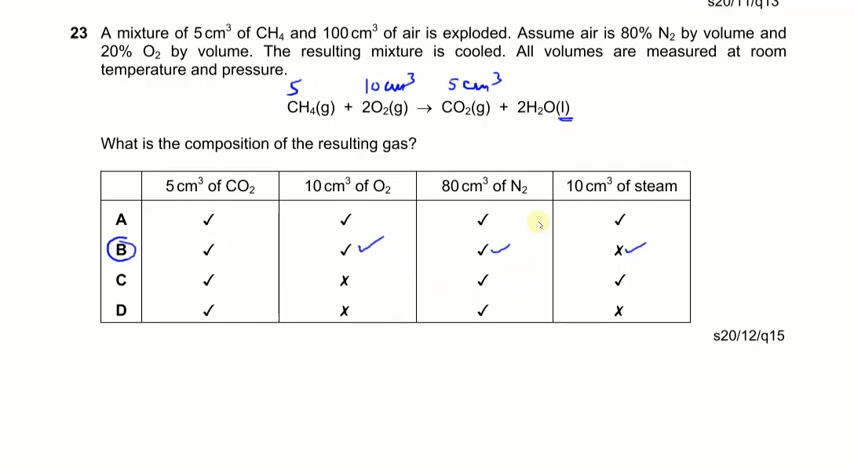 s20/11/q13
23 A mixture of 5 cm³ of CH₄ and 100 cm³ of air is exploded. Assume air is 80% N₂ by volume and
20% O₂ by volume. The resulting mixture is cooled. All volumes are measured at room
temperature and pressure.
5 10 cm³ 5 cm³
CH₄(g) + 2O₂(g) → CO₂(g) + 2H₂O(l)
What is the composition of the resulting gas?
5 cm³ of CO₂ 10 cm³ of O₂ 80 cm³ of N₂ 10 cm³ of steam
A ✓ ✓ ✓ ✓
B ✓ ✓ ✓ ✓ ✓ ✗ ✓
C ✓ ✗ ✓ ✓
D ✓ ✗ ✓ ✗
s20/12/q15